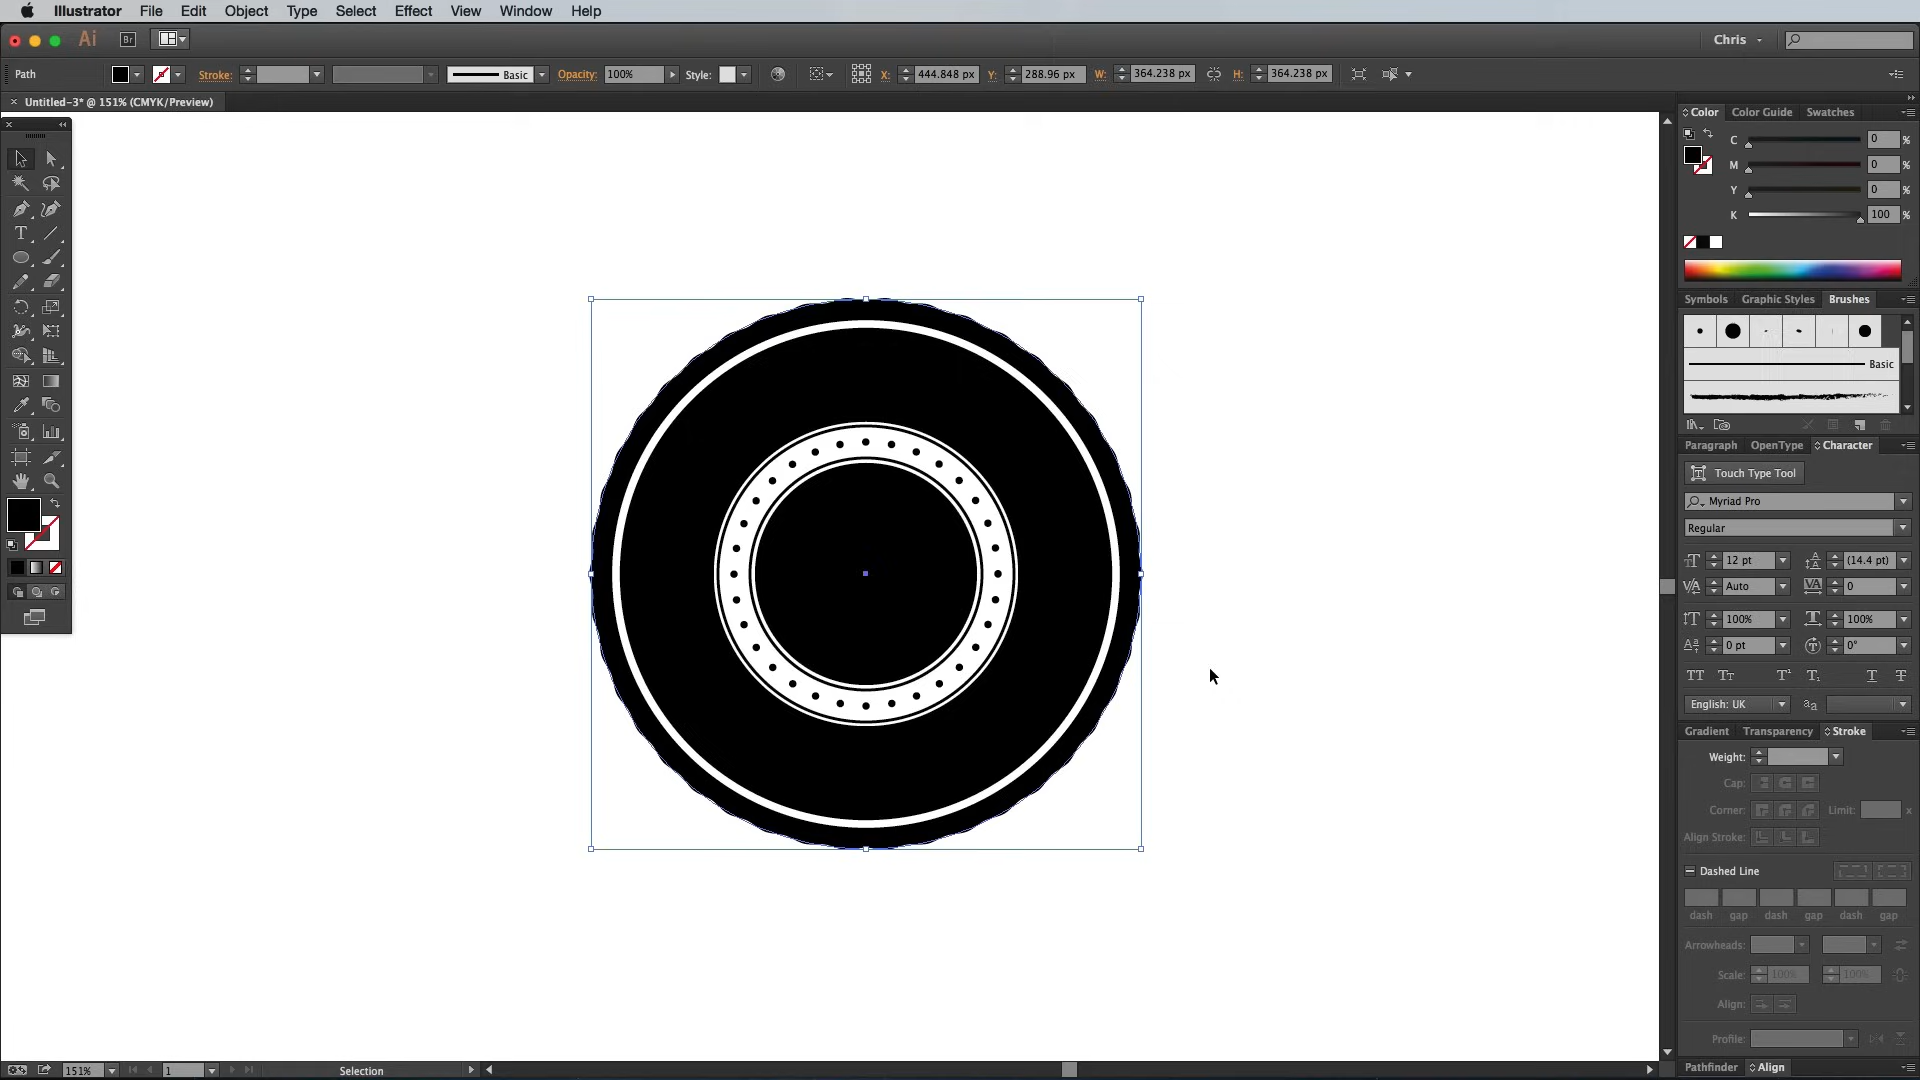 Illustrator File Edit Object Type Select Effect View Window Help
Ai Br Chris
Path Stroke: Basic Opacity: 100% Style: X: 444.848 px Y: 288.96 px W: 364.238 px H: 364.238 px
Untitled-3* @ 151% (CMYK/Preview)
Color Color Guide Swatches
C 0 %
M 0 %
Y 0 %
K 100 %
Symbols Graphic Styles Brushes
Basic
Paragraph OpenType Character
Touch Type Tool
Myriad Pro
Regular
12 pt (14.4 pt)
Auto 0
100% 100%
0 pt 0°
English: UK
Gradient Transparency Stroke
Weight:
Cap:
Corner: Limit: x
Align Stroke:
Dashed Line
dash gap dash gap dash gap
Arrowheads:
Scale: 100% 100%
Align:
Profile:
Pathfinder Align
151% 1 Selection